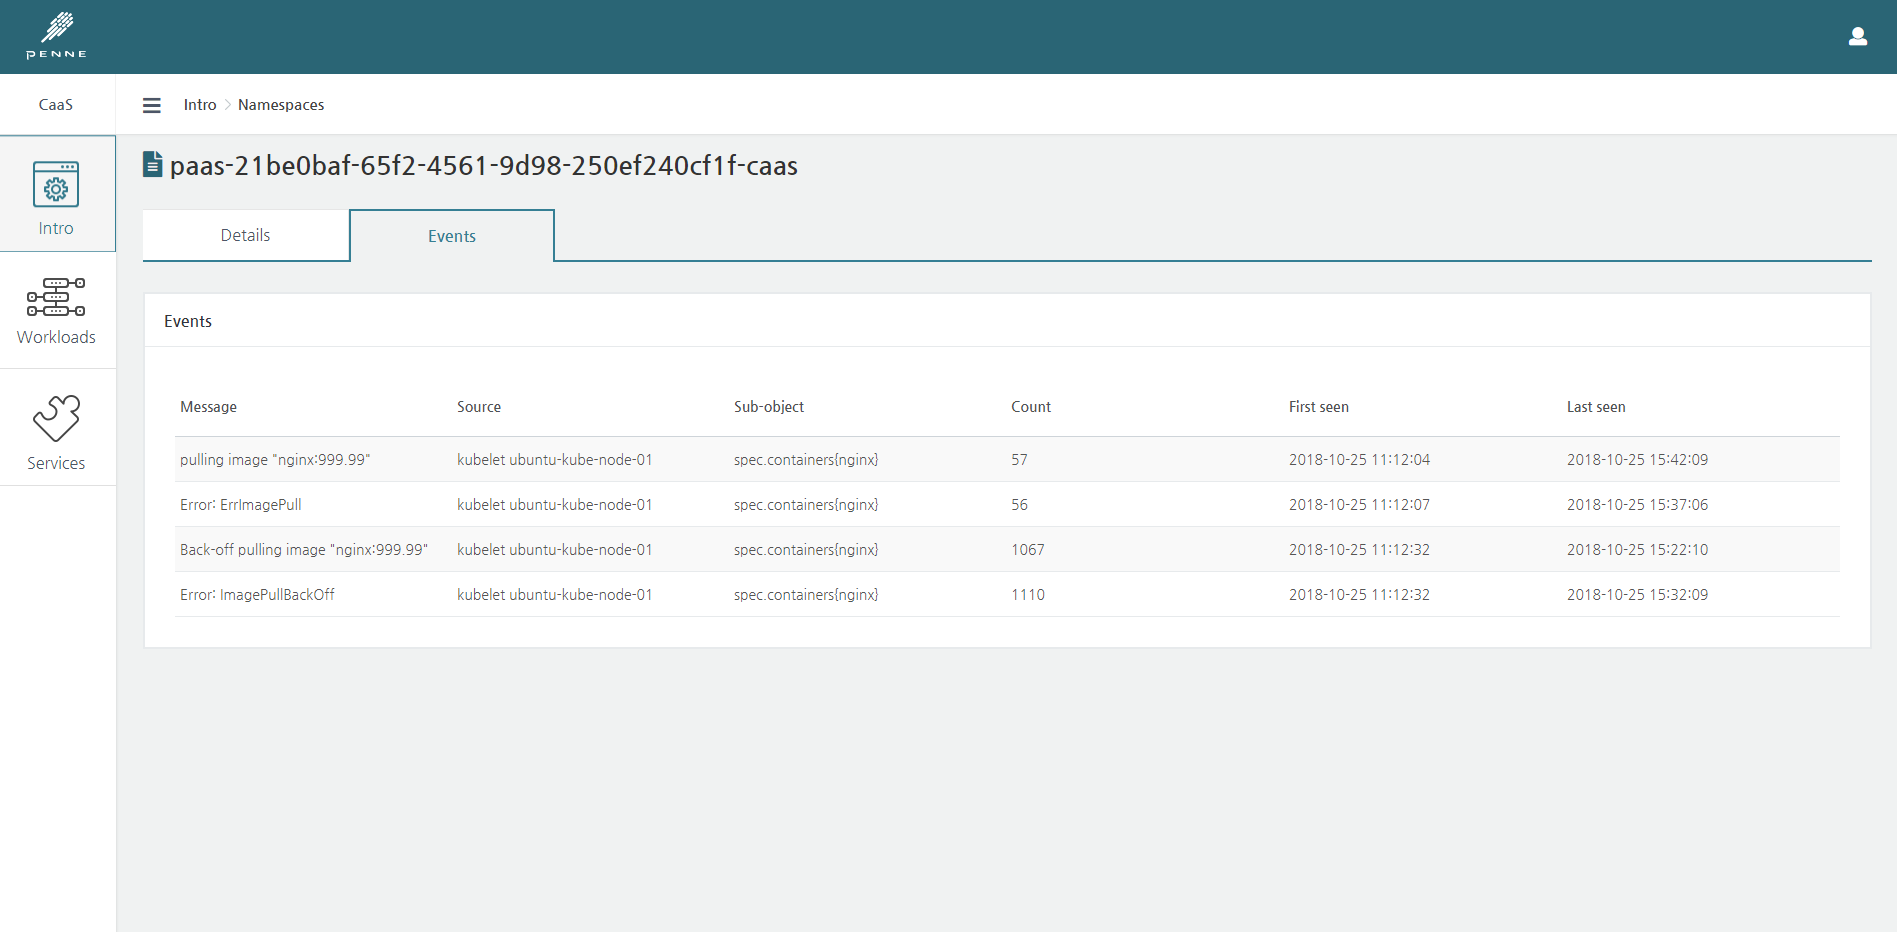 PENNE
CaaS
Intro > Namespaces
paas-21be0baf-65f2-4561-9d98-250ef240cf1f-caas
Intro
Workloads
Services
Details Events
Events
Message Source Sub-object Count First seen Last seen
pulling image "nginx:999.99" kubelet ubuntu-kube-node-01 spec.containers{nginx} 57 2018-10-25 11:12:04 2018-10-25 15:42:09
Error: ErrImagePull kubelet ubuntu-kube-node-01 spec.containers{nginx} 56 2018-10-25 11:12:07 2018-10-25 15:37:06
Back-off pulling image "nginx:999.99" kubelet ubuntu-kube-node-01 spec.containers{nginx} 1067 2018-10-25 11:12:32 2018-10-25 15:22:10
Error: ImagePullBackOff kubelet ubuntu-kube-node-01 spec.containers{nginx} 1110 2018-10-25 11:12:32 2018-10-25 15:32:09